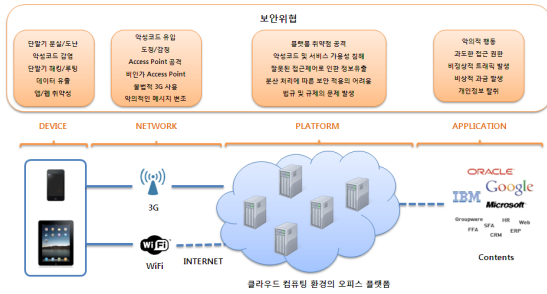 보안위협
단말기 분실/도난
악성코드 감염
단말기 해킹/루팅
데이터 유출
앱/웹 취약성
악성코드 유입
도청/감청
Access Point 공격
비인가 Access Point
불법적 3G 사용
악의적인 메시지 변조
플랫폼 취약점 공격
악성코드 및 서비스 가용성 침해
잘못된 접근제어로 인한 정보유출
분산 처리에 따른 보안 적용의 어려움
법규 및 규제의 문제 발생
악의적 행동
과도한 접근 권한
비정상적 트래픽 발생
비상적 과금 발생
개인정보 탈취
DEVICE
NETWORK
PLATFORM
APPLICATION
3G
WiFi
WiFi
INTERNET
ORACLE
IBM
Google
Microsoft
Groupware
HR
Web
SFA
FFA
ERP
CRM
Contents
클라우드 컴퓨팅 환경의 오피스 플랫폼